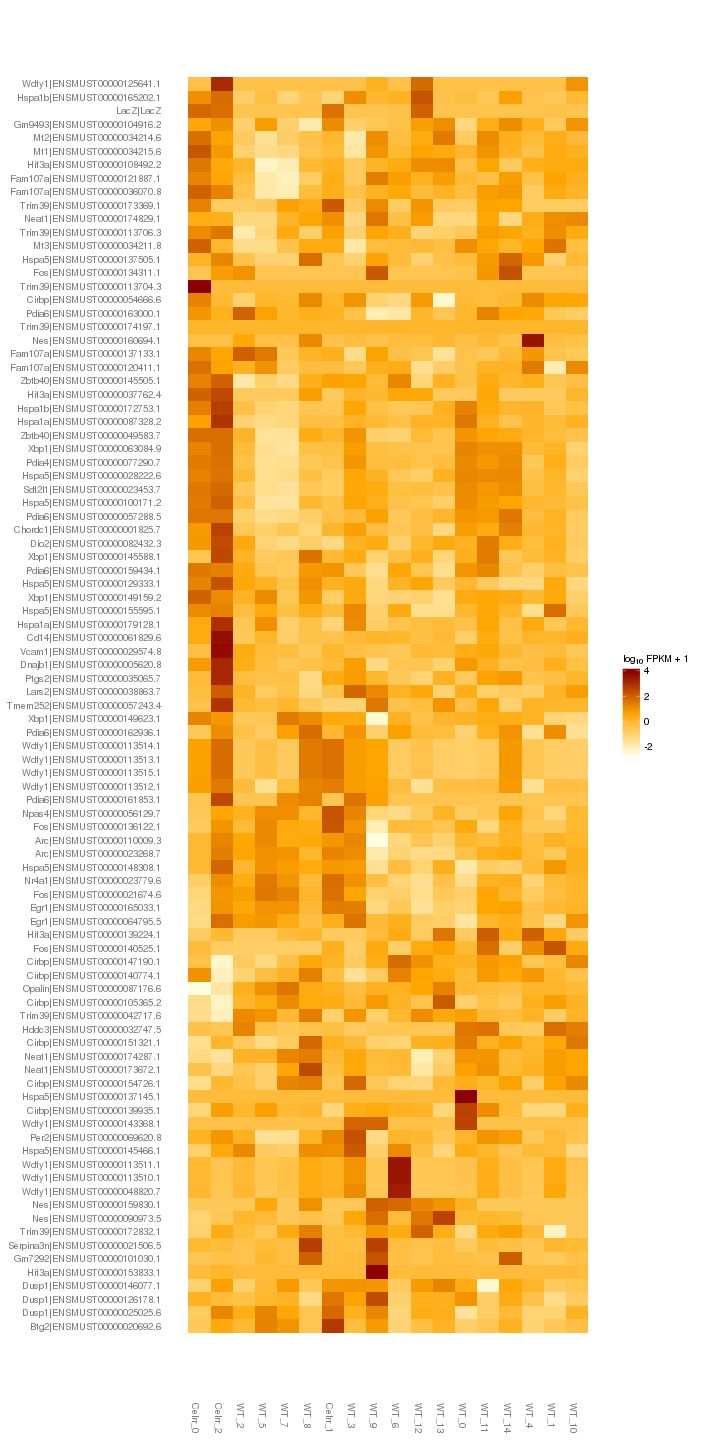 Wdfy1|ENSMUST00000125641.1
Hspa1b|ENSMUST00000165202.1
LacZ|LacZ
Gm9493|ENSMUST00000104916.2
Mt2|ENSMUST00000034214.6
Mt1|ENSMUST00000034215.6
Hif3a|ENSMUST00000108492.2
Fam107a|ENSMUST00000121887.1
Fam107a|ENSMUST00000036070.8
Trim39|ENSMUST00000173369.1
Neat1|ENSMUST00000174829.1
Trim39|ENSMUST00000113706.3
Mt3|ENSMUST00000034211.8
Hspa5|ENSMUST00000137505.1
Fos|ENSMUST00000134311.1
Trim39|ENSMUST00000113704.3
Cirbp|ENSMUST00000054666.6
Pdia6|ENSMUST00000163000.1
Trim39|ENSMUST00000174197.1
Nes|ENSMUST00000160694.1
Fam107a|ENSMUST00000137133.1
Fam107a|ENSMUST00000120411.1
Zbtb40|ENSMUST00000145505.1
Hif3a|ENSMUST00000037762.4
Hspa1b|ENSMUST00000172753.1
Hspa1a|ENSMUST00000087328.2
Zbtb40|ENSMUST00000049583.7
Xbp1|ENSMUST00000063084.9
Pdia4|ENSMUST00000077290.7
Hspa5|ENSMUST00000028222.6
Sdf2l1|ENSMUST00000023453.7
Hspa5|ENSMUST00000100171.2
Pdia6|ENSMUST00000057288.5
Chordc1|ENSMUST00000001825.7
Dio2|ENSMUST00000082432.3
Xbp1|ENSMUST00000145588.1
Pdia6|ENSMUST00000159434.1
Hspa5|ENSMUST00000129333.1
Xbp1|ENSMUST00000149159.2
Hspa5|ENSMUST00000155595.1
Hspa1a|ENSMUST00000179128.1
Cd14|ENSMUST00000061829.6
Vcam1|ENSMUST00000029574.8
Dnajb1|ENSMUST00000005620.8
Ptgs2|ENSMUST00000035065.7
Lars2|ENSMUST00000038863.7
Tmem252|ENSMUST00000057243.4
Xbp1|ENSMUST00000149623.1
Pdia6|ENSMUST00000162936.1
Wdfy1|ENSMUST00000113514.1
Wdfy1|ENSMUST00000113513.1
Wdfy1|ENSMUST00000113515.1
Wdfy1|ENSMUST00000113512.1
Pdia6|ENSMUST00000161853.1
Npas4|ENSMUST00000056129.7
Fos|ENSMUST00000136122.1
Arc|ENSMUST00000110009.3
Arc|ENSMUST00000023268.7
Hspa5|ENSMUST00000148308.1
Nr4a1|ENSMUST00000023779.6
Fos|ENSMUST00000021674.6
Egr1|ENSMUST00000165033.1
Egr1|ENSMUST00000064795.5
Hif3a|ENSMUST00000139224.1
Fos|ENSMUST00000140525.1
Cirbp|ENSMUST00000147190.1
Cirbp|ENSMUST00000140774.1
Opalin|ENSMUST00000087176.6
Cirbp|ENSMUST00000105365.2
Trim39|ENSMUST00000042717.6
Hddc3|ENSMUST00000032747.5
Cirbp|ENSMUST00000151321.1
Neat1|ENSMUST00000174287.1
Neat1|ENSMUST00000173672.1
Cirbp|ENSMUST00000154726.1
Hspa5|ENSMUST00000137145.1
Cirbp|ENSMUST00000139935.1
Wdfy1|ENSMUST00000143368.1
Per2|ENSMUST00000069620.8
Hspa5|ENSMUST00000145466.1
Wdfy1|ENSMUST00000113511.1
Wdfy1|ENSMUST00000113510.1
Wdfy1|ENSMUST00000048820.7
Nes|ENSMUST00000159830.1
Nes|ENSMUST00000090973.5
Trim39|ENSMUST00000172832.1
Serpina3n|ENSMUST00000021506.5
Gm7292|ENSMUST00000101030.1
Hif3a|ENSMUST00000153833.1
Dusp1|ENSMUST00000146077.1
Dusp1|ENSMUST00000126178.1
Dusp1|ENSMUST00000025025.6
Btg2|ENSMUST00000020692.6
log10 FPKM + 1
4
2
0
-2
Celrr_0
Celrr_2
WT_2
WT_5
WT_7
WT_8
Celrr_1
WT_3
WT_9
WT_6
WT_12
WT_13
WT_0
WT_11
WT_14
WT_4
WT_1
WT_10